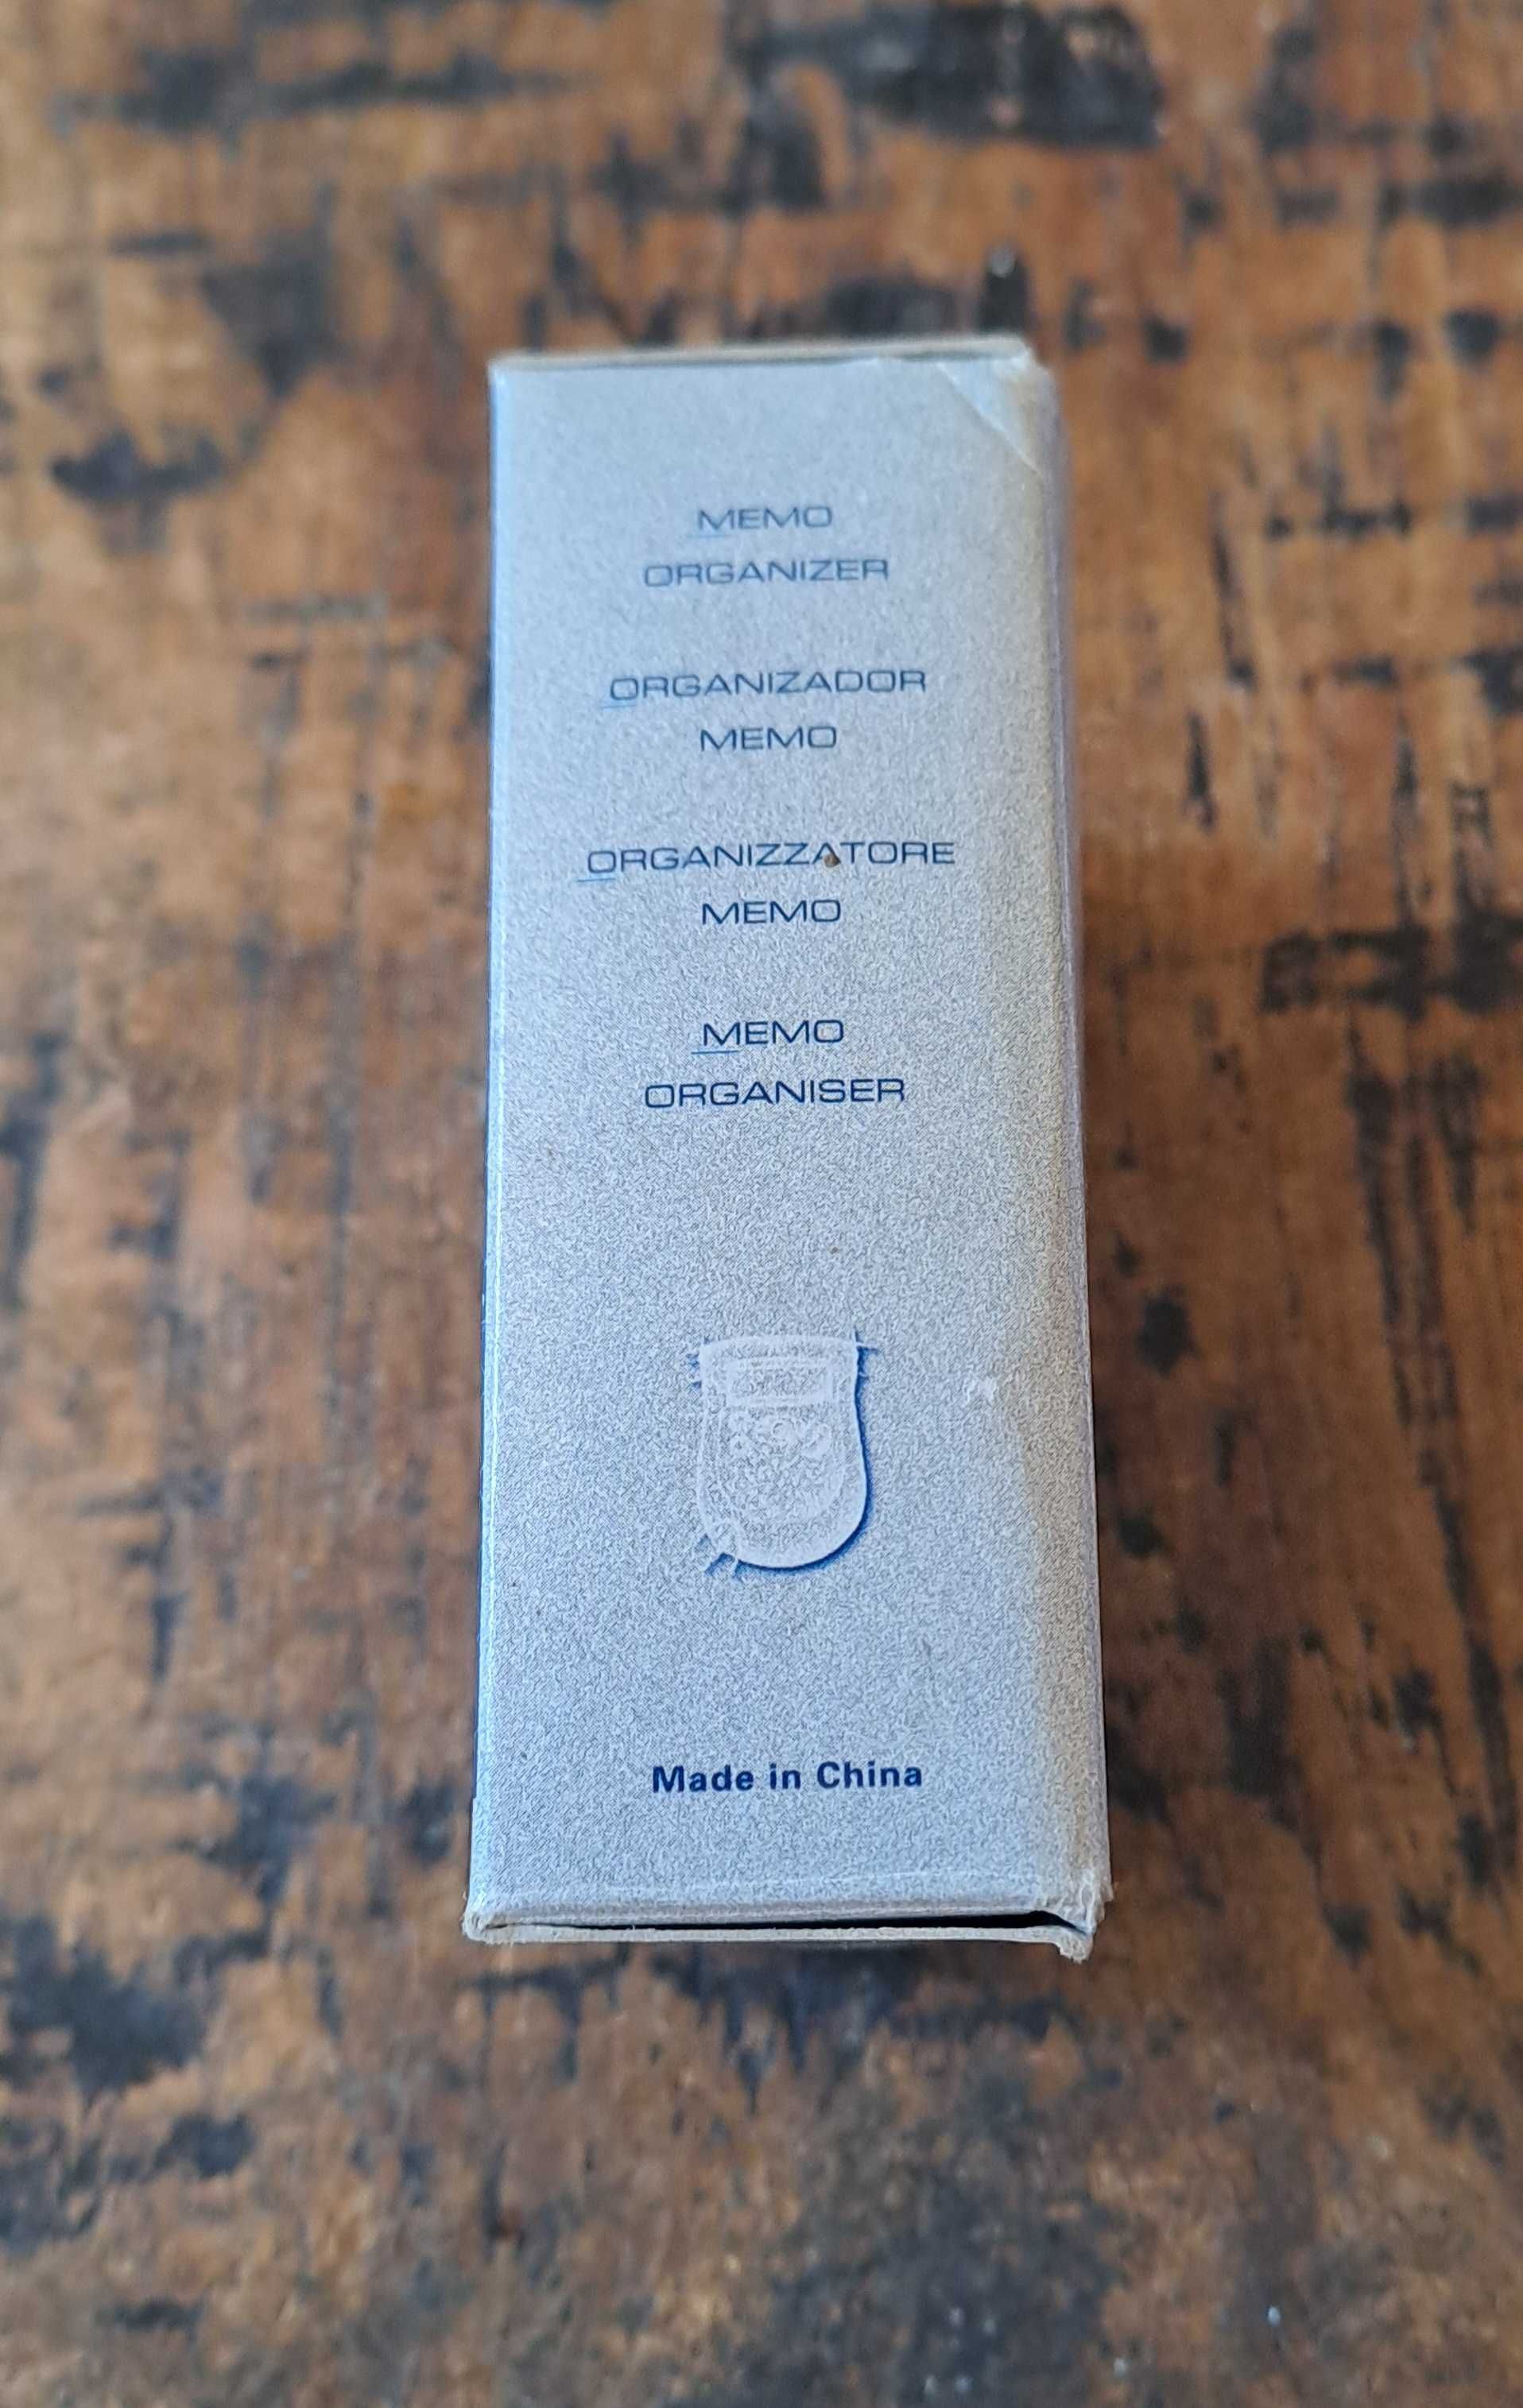 MEMO
ORGANIZER
ORGANIZADOR
MEMO
ORGANIZZATORE
MEMO
MEMO
ORGANISER
Made in China